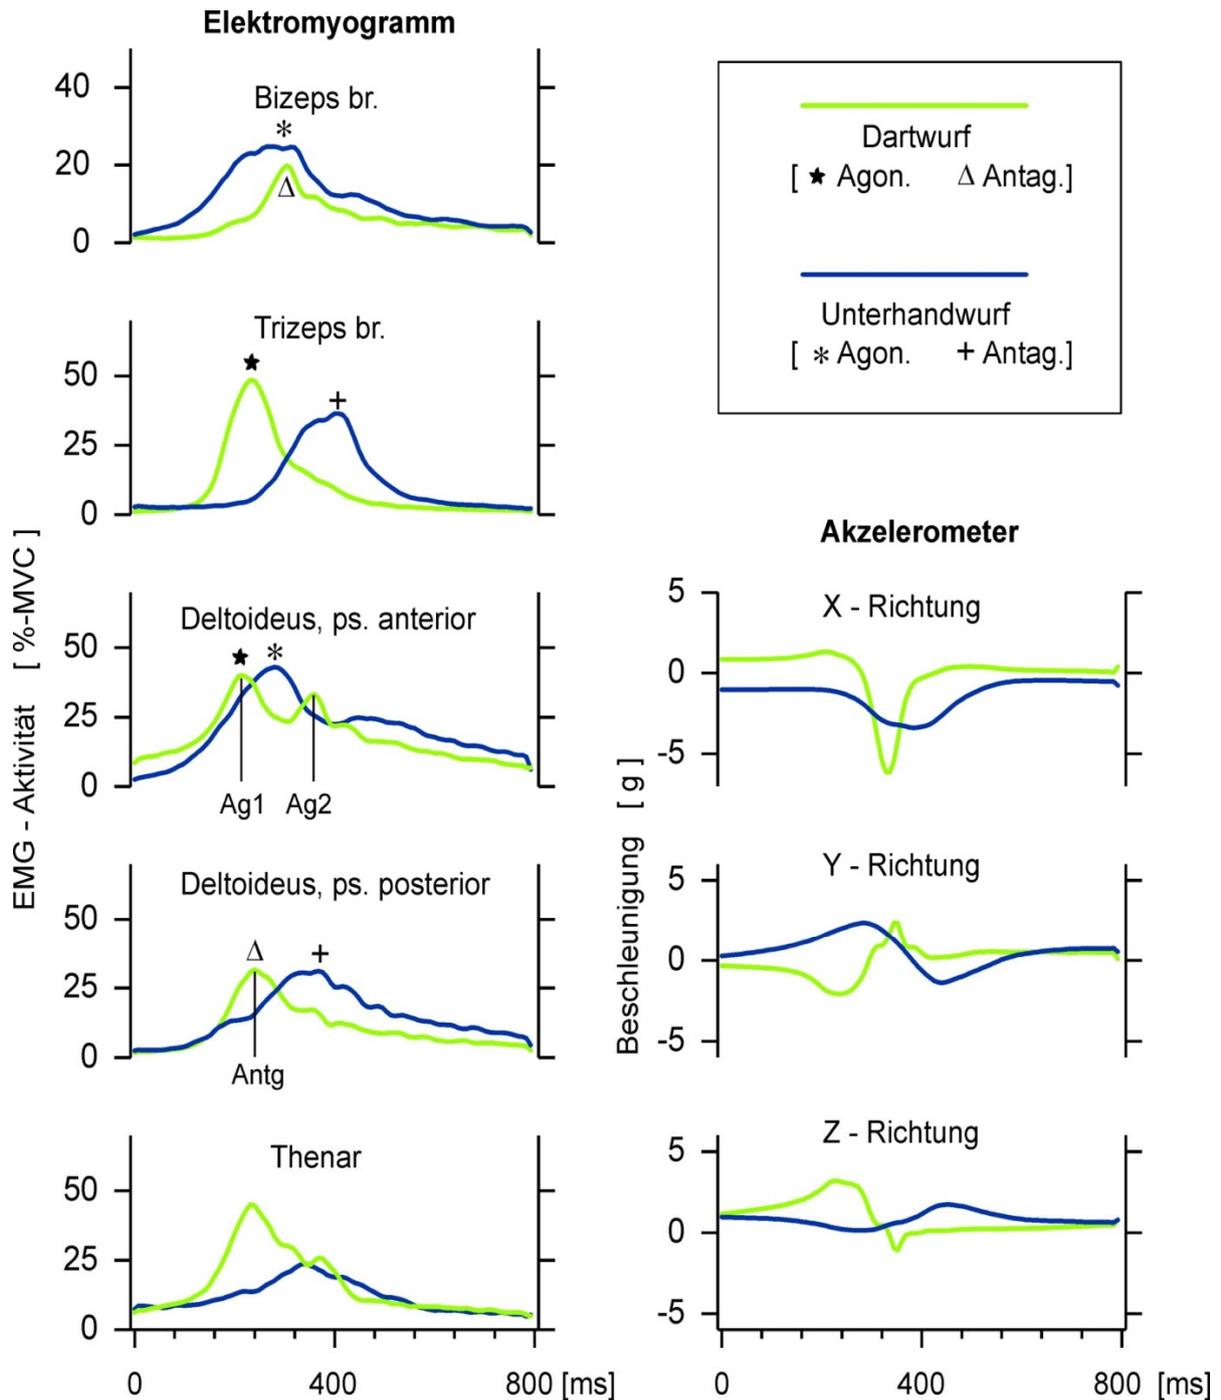 Elektromyogramm
40
20
0
Bizeps br.
*
Δ
Dartwurf
[ ★ Agon. Δ Antag.]
Unterhandwurf
[ * Agon. + Antag.]
Trizeps br.
★
+
50
25
0
EMG - Aktivität [ %-MVC ]
Deltoideus, ps. anterior
★ *
50
25
0
Ag1 Ag2
Deltoideus, ps. posterior
Δ +
50
25
0
Antg
Thenar
50
25
0
0 400 800 [ms]
Akzelerometer
Beschleunigung [ g ]
X - Richtung
5
0
-5
Y - Richtung
5
0
-5
Z - Richtung
5
0
-5
0 400 800 [ms]